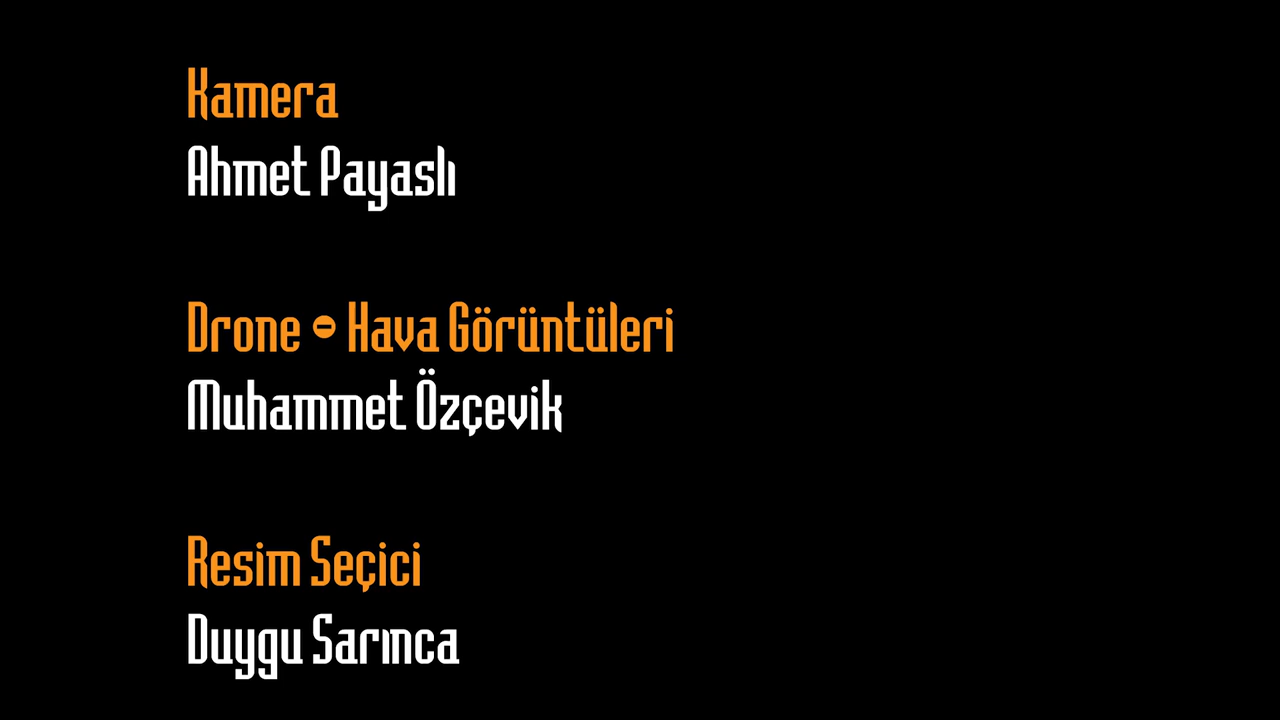 Kamera
Ahmet Payaslı
Drone • Hava Görüntüleri
Muhammet Özçevik
Resim Seçici
Duygu Sarınca